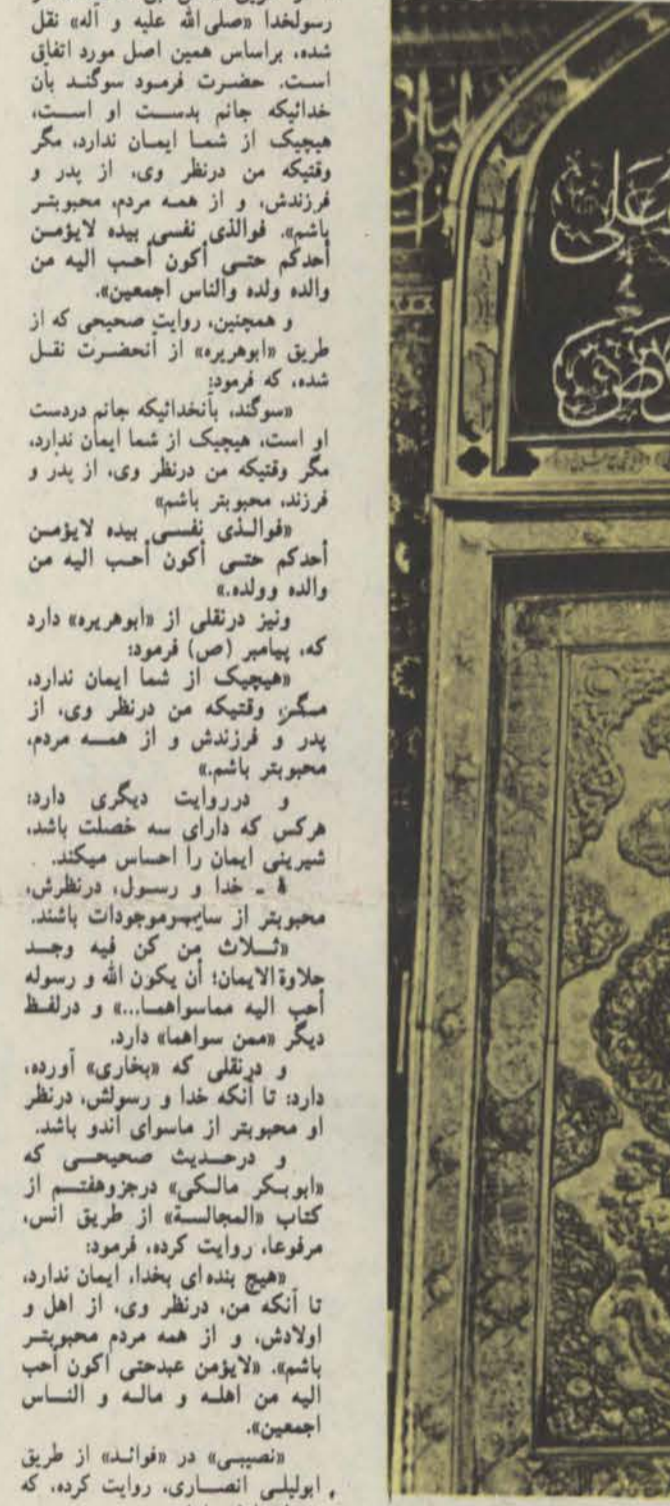 رسولخدا «صلی‌الله علیه و آله» نقل
شده، براساس همین اصل مورد اتفاق
است. حضرت فرمود سوگند بآن
خدائیکه جانم بدست او است،
هیچیک از شما ایمان ندارد، مگر
وقتیکه من درنظر وی، از پدر و
فرزندش، و از همه مردم، محبوبتر
باشم». فوالذی نفسی بیده لایؤمن
أحدکم حتی أکون أحب الیه من
والده ولده والناس اجمعین».
و همچنین، روایت صحیحی که از
طریق «ابوهریره» از آنحضرت نقل
شده، که فرمود:
«سوگند، بآنخدائیکه جانم دردست
او است، هیچیک از شما ایمان ندارد،
مگر وقتیکه من درنظر وی، از پدر و
فرزند، محبوبتر باشم»
«فوالذی نفسی بیده لایؤمن
أحدکم حتی أکون أحب الیه من
والده وولده.»
ونیز درنقلی از «ابوهریره» دارد
که، پیامبر (ص) فرمود:
«هیچیک از شما ایمان ندارد،
مگر وقتیکه من درنظر وی، از
پدر و فرزندش و از همه مردم،
محبوبتر باشم.»
و درروایت دیگری دارد:
هرکس که دارای سه خصلت باشد،
شیرینی ایمان را احساس میکند.
خدا و رسول، درنظرش،
محبوبتر از سایرموجودات باشند.
«ثلاث من کن فیه وجد
حلاوة الایمان؛ أن یکون الله و رسوله
أحب الیه مماسواهما...» و درلفظ
دیگر «ممن سواهما» دارد.
و درنقلی که «بخاری» آورده،
دارد: تا آنکه خدا و رسولش، درنظر
او محبوبتر از ماسوای اندو باشد.
و درحدیث صحیحی که
«ابوبکر مالکی» درجزوهفتم از
کتاب «المجالسة» از طریق انس،
مرفوعا، روایت کرده، فرمود:
«هیچ بنده‌ای بخدا، ایمان ندارد،
تا آنکه من، درنظر وی، از اهل و
اولادش، و از همه مردم محبوبتر
باشم». «لایؤمن عبدحتی اکون أحب
الیه من اهله و ماله و الناس
اجمعین».
«نصیبی» در «فوائد» از طریق
ابولیلی انصاری، روایت کرده، که